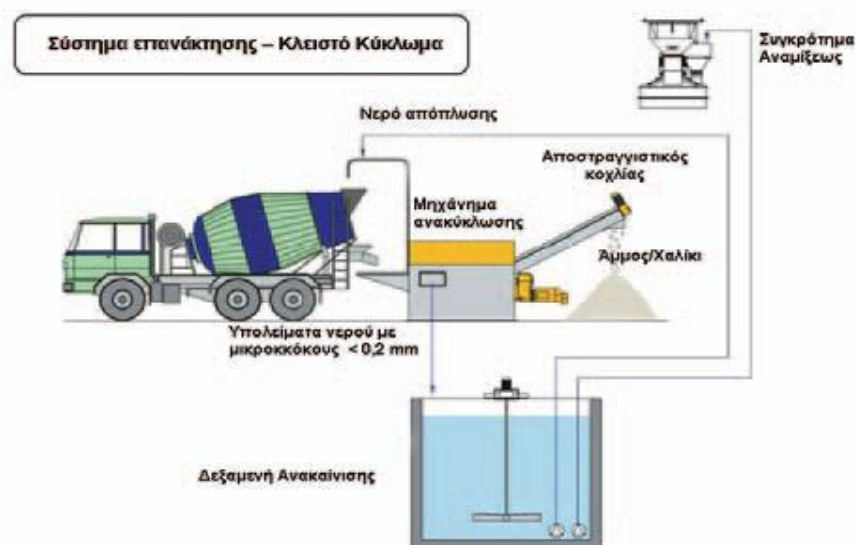 Σύστημα επανάκτησης – Κλειστό Κύκλωμα
Συγκρότημα
Αναμίξεως
Νερό απόπλυσης
Αποστραγγιστικός
κοχλίας
Μηχάνημα
ανακύκλωσης
Άμμος/Χαλίκι
Υπολείματα νερού με
μικροκκόκους < 0,2 mm
Δεξαμενή Ανακαίνισης